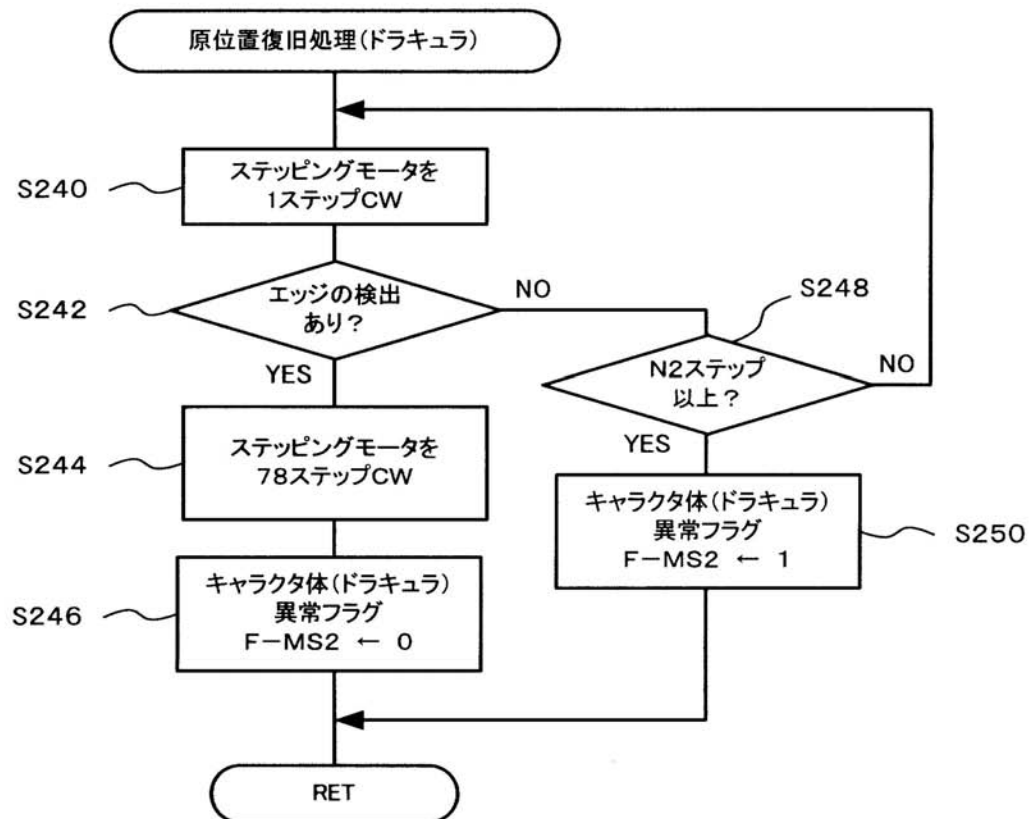 原位置復旧処理(ドラキュラ)
S240
ステッピングモータを
1ステップCW
S242
エッジの検出
あり?
NO
YES
S248
N2ステップ
以上?
NO
YES
S244
ステッピングモータを
78ステップCW
キャラクタ体(ドラキュラ)
異常フラグ
F-MS2 ← 1
S250
S246
キャラクタ体(ドラキュラ)
異常フラグ
F-MS2 ← 0
RET